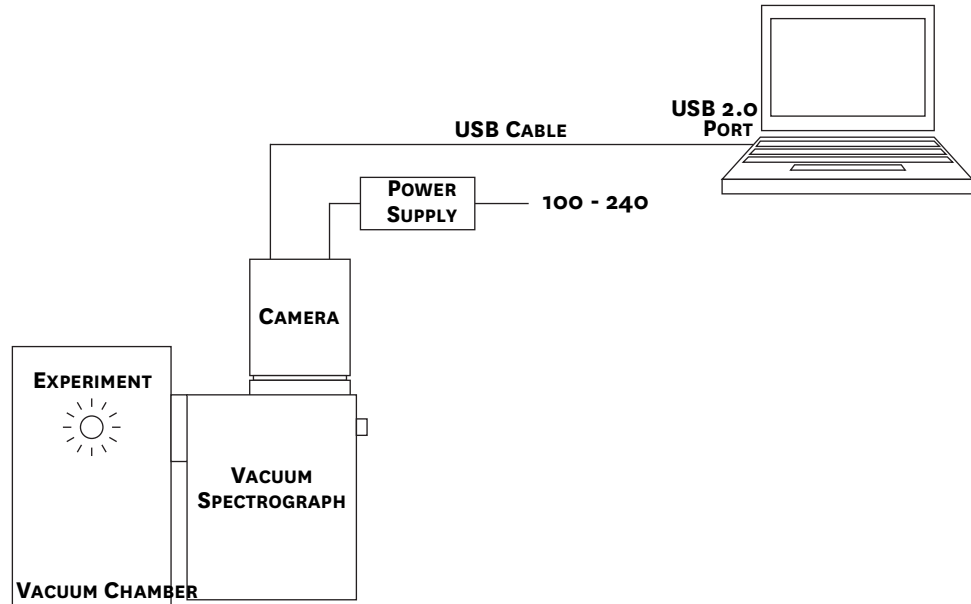 USB 2.0
PORT
USB CABLE
POWER
SUPPLY
100 - 240
CAMERA
EXPERIMENT
VACUUM
SPECTROGRAPH
VACUUM CHAMBER